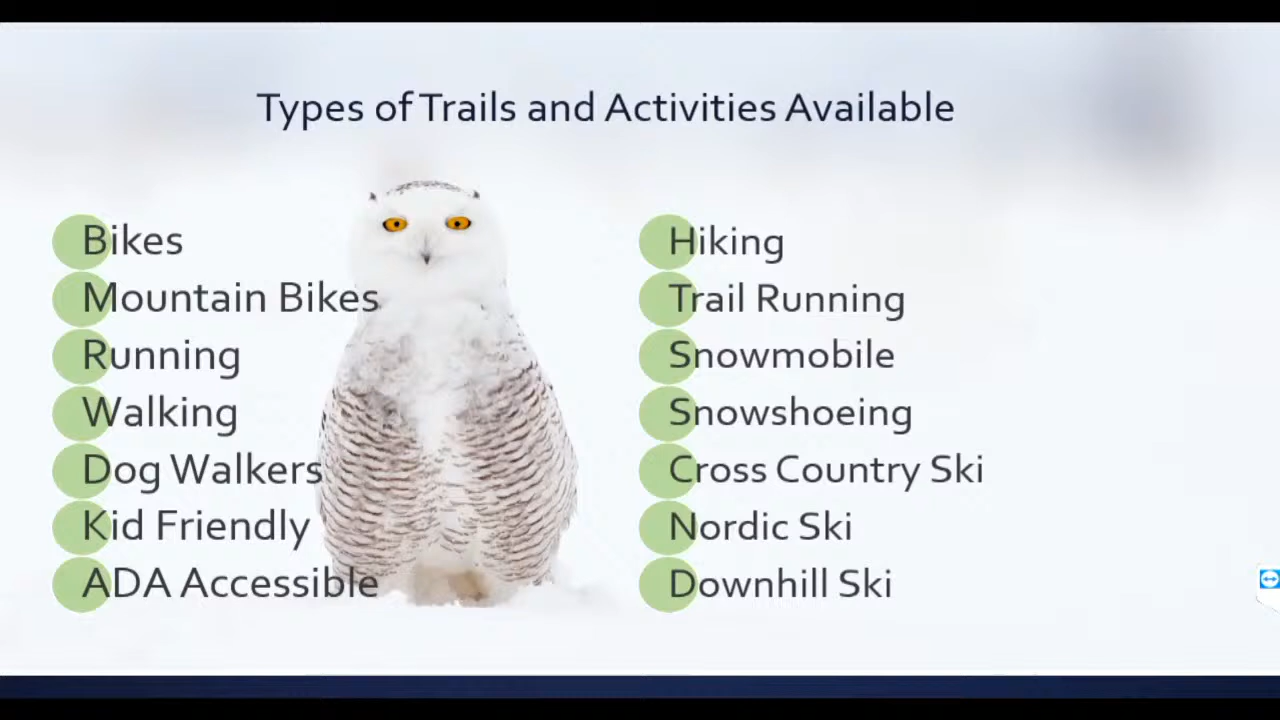 Types of Trails and Activities Available
Bikes
Mountain Bikes
Running
Walking
Dog Walkers
Kid Friendly
ADA Accessible
Hiking
Trail Running
Snowmobile
Snowshoeing
Cross Country Ski
Nordic Ski
Downhill Ski